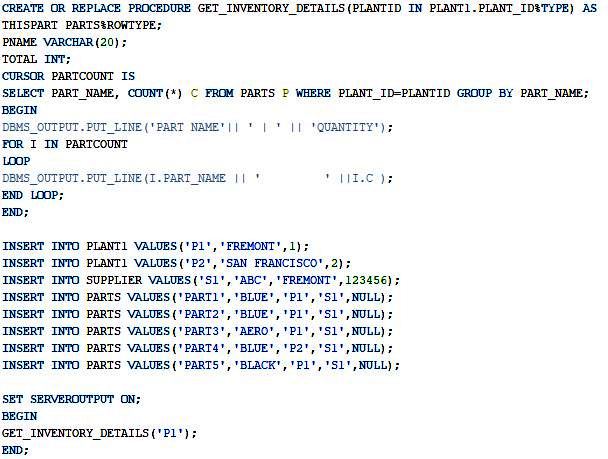 CREATE OR REPLACE PROCEDURE GET_INVENTORY_DETAILS(PLANTID IN PLANT1.PLANT_ID%TYPE) AS
THISPART PARTS%ROWTYPE;
PNAME VARCHAR(20);
TOTAL INT;
CURSOR PARTCOUNT IS
SELECT PART_NAME, COUNT(*) C FROM PARTS P WHERE PLANT_ID=PLANTID GROUP BY PART_NAME;
BEGIN
DBMS_OUTPUT.PUT_LINE('PART NAME'|| ' | ' || 'QUANTITY');
FOR I IN PARTCOUNT
LOOP
DBMS_OUTPUT.PUT_LINE(I.PART_NAME || '         ' ||I.C );
END LOOP;
END;

INSERT INTO PLANT1 VALUES('P1','FREMONT',1);
INSERT INTO PLANT1 VALUES('P2','SAN FRANCISCO',2);
INSERT INTO SUPPLIER VALUES('S1','ABC','FREMONT',123456);
INSERT INTO PARTS VALUES('PART1','BLUE','P1','S1',NULL);
INSERT INTO PARTS VALUES('PART2','BLUE','P1','S1',NULL);
INSERT INTO PARTS VALUES('PART3','AERO','P1','S1',NULL);
INSERT INTO PARTS VALUES('PART4','BLUE','P2','S1',NULL);
INSERT INTO PARTS VALUES('PART5','BLACK','P1','S1',NULL);

SET SERVEROUTPUT ON;
BEGIN
GET_INVENTORY_DETAILS('P1');
END;